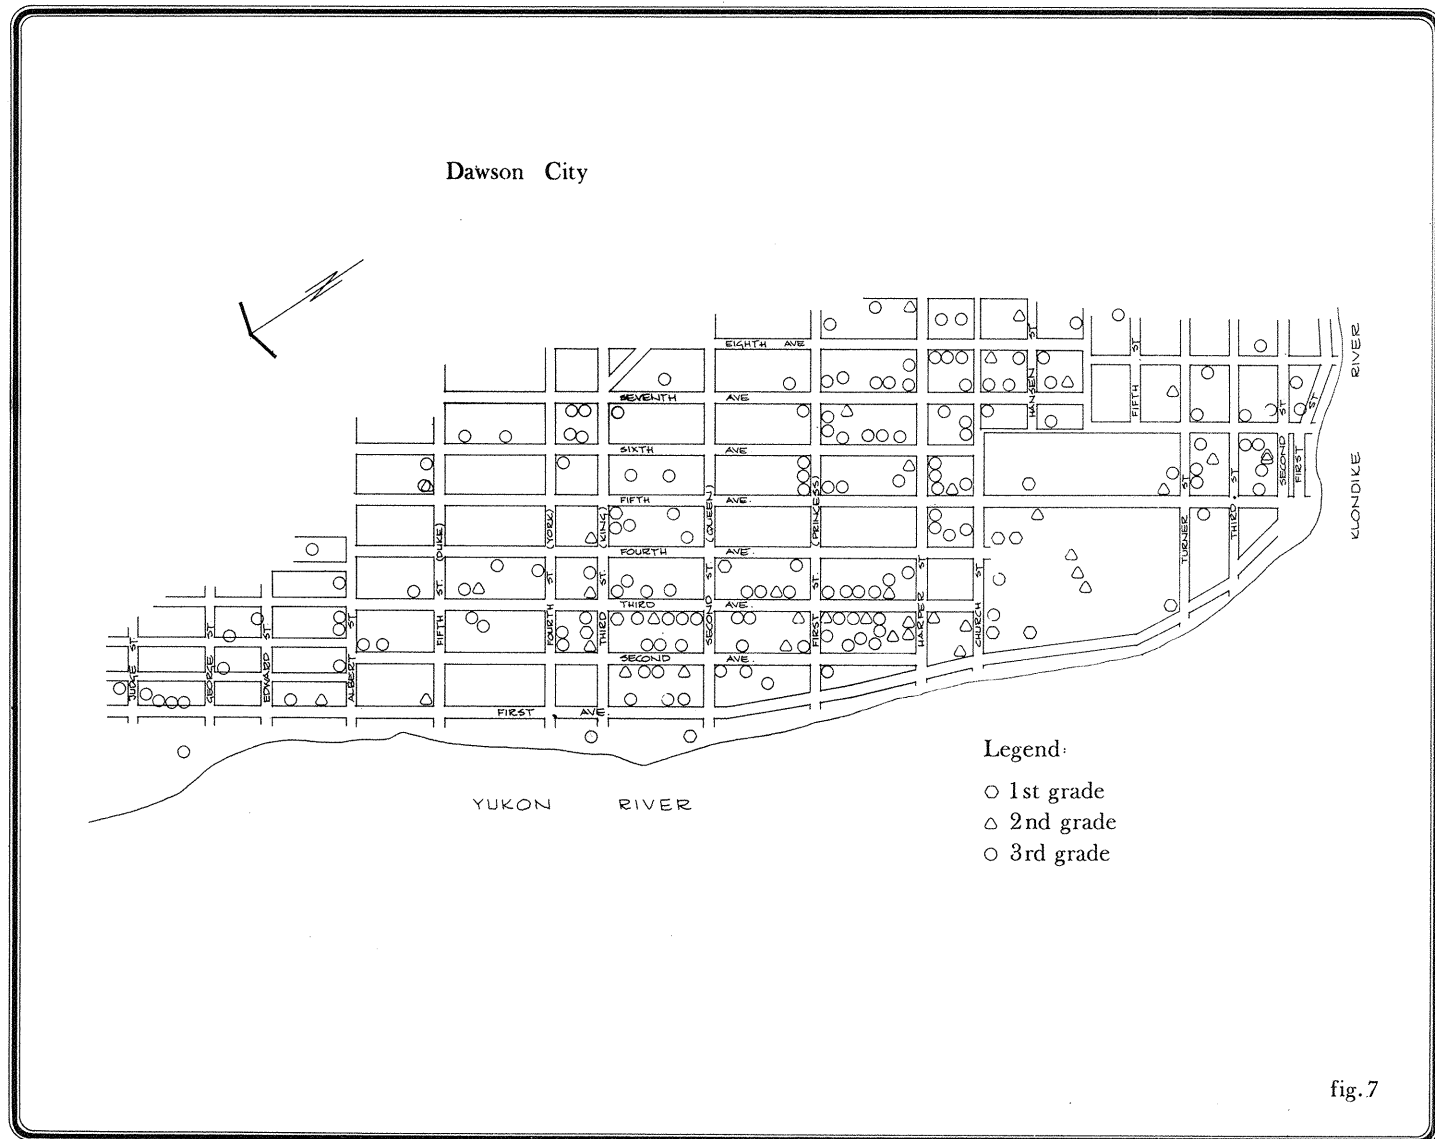 Dawson City
N
EIGHTH AVE
SEVENTH AVE
SIXTH AVE
FIFTH AVE.
FOURTH AVE.
THIRD AVE.
SECOND AVE.
FIRST AVE.
JUDGE ST
GEORGE ST
EDWARD ST
ALBERT ST
FIFTH ST. (DUKE)
FOURTH ST (YORK)
THIRD ST. (KING)
SECOND ST. (QUEEN)
FIRST ST. (PRINCESS)
HARPER ST
CHURCH ST
HANSEN ST
FIFTH ST
TURNER ST
THIRD ST
SECOND ST
FIRST ST
KLONDIKE RIVER
YUKON RIVER
Legend:
1st grade
2nd grade
3rd grade
fig. 7